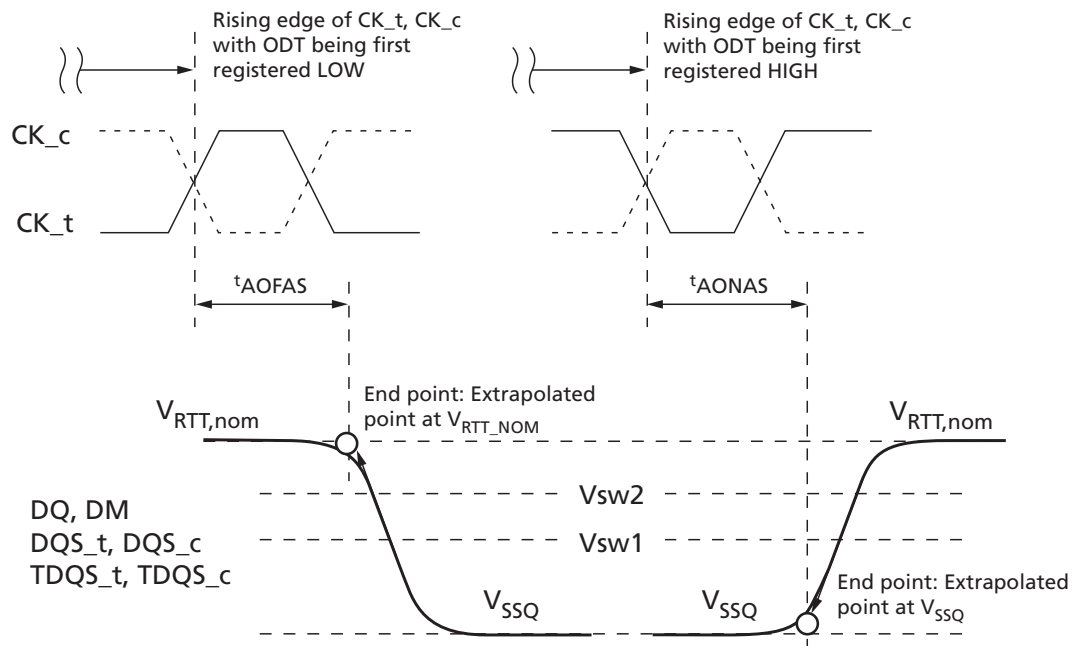 Rising edge of CK_t, CK_c
with ODT being first
registered LOW
Rising edge of CK_t, CK_c
with ODT being first
registered HIGH
CK_c
CK_t
tAOFAS
tAONAS
End point: Extrapolated
point at VRTT_NOM
VRTT,nom
VRTT,nom
Vsw2
DQ, DM
DQS_t, DQS_c
TDQS_t, TDQS_c
Vsw1
VSSQ
VSSQ
End point: Extrapolated
point at VSSQ